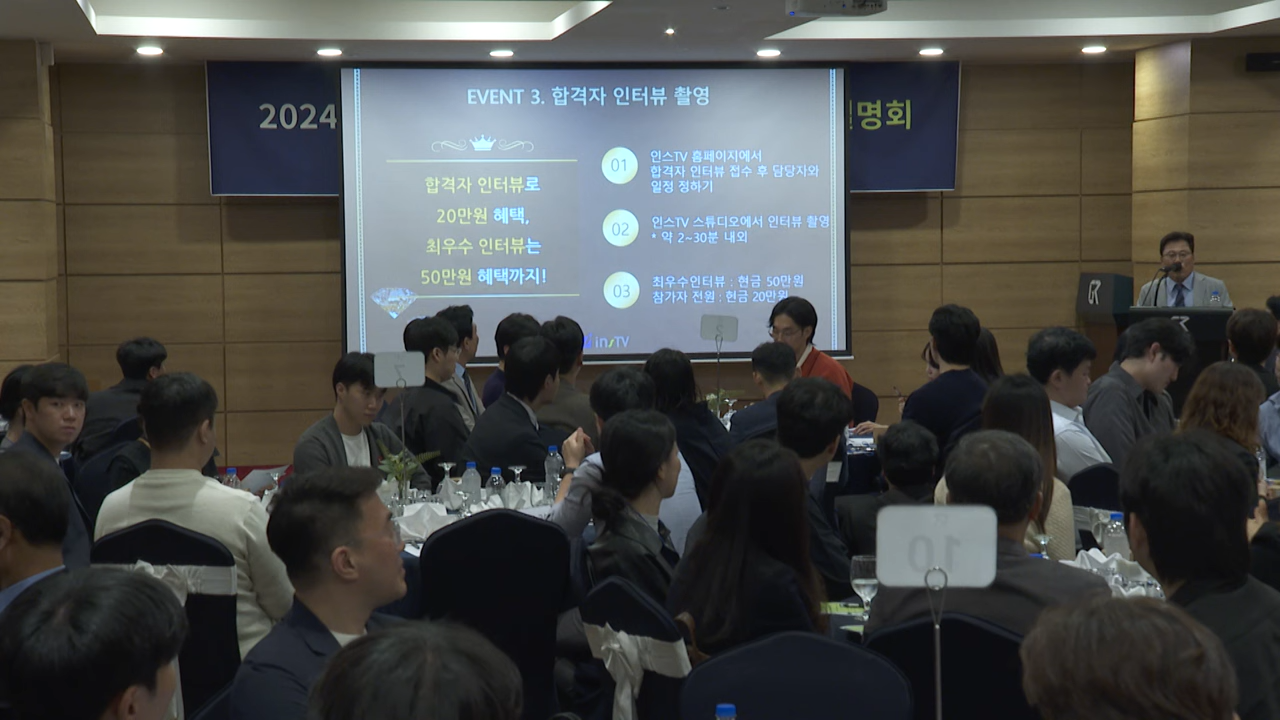 2024
명회
EVENT 3. 합격자 인터뷰 촬영
합격자 인터뷰로
20만원 혜택,
최우수 인터뷰는
50만원 혜택까지!
01
인스TV 홈페이지에서
합격자 인터뷰 접수 후 담당자와
일정 정하기
02
인스TV 스튜디오에서 인터뷰 촬영
* 약 2~30분 내외
03
최우수인터뷰 : 현금 50만원
참가자 전원 : 현금 20만원
insTV
7
10